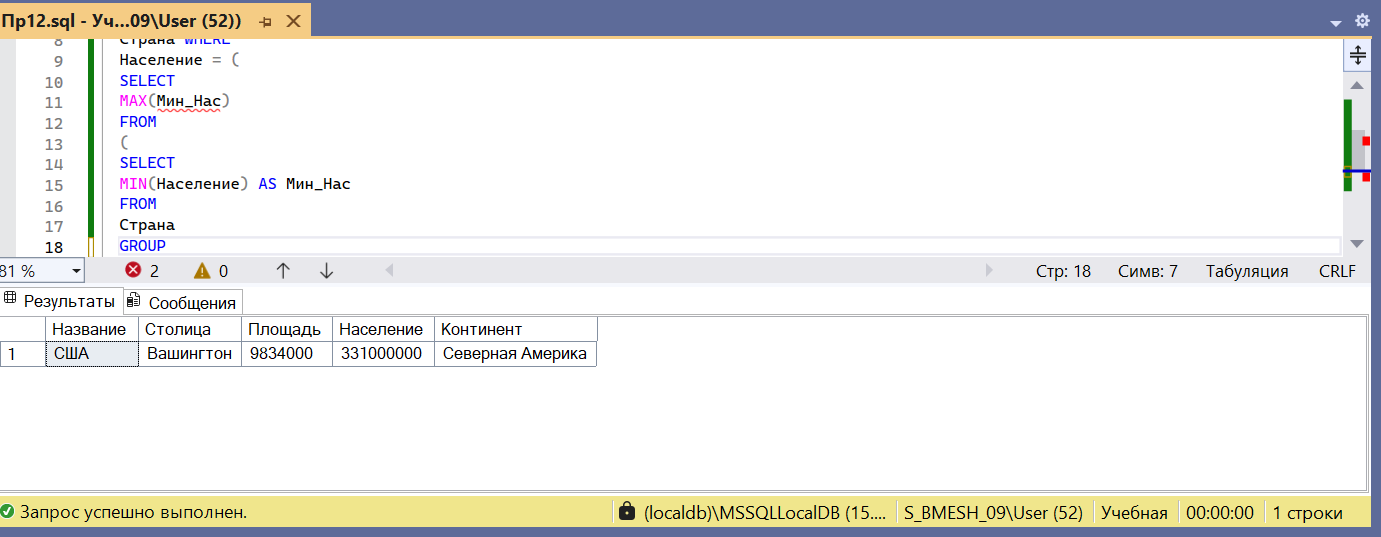 Пр12.sql - Уч...09\User (52))
8 Страна WHERE
9 Население = (
10 SELECT
11 MAX(Мин_Нас)
12 FROM
13 (
14 SELECT
15 MIN(Население) AS Мин_Нас
16 FROM
17 Страна
18 GROUP
81 % 2 0 Стр: 18 Симв: 7 Табуляция CRLF
Результаты Сообщения
Название Столица Площадь Население Континент
1 США Вашингтон 9834000 331000000 Северная Америка
Запрос успешно выполнен. (localdb)\MSSQLLocalDB (15.... S_BMESH_09\User (52) Учебная 00:00:00 1 строки